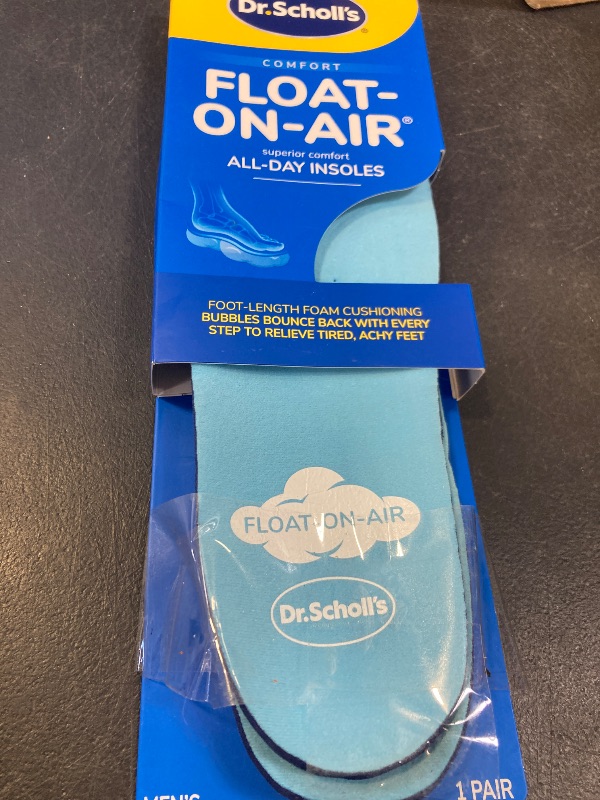 Dr.Scholl's®
COMFORT
FLOAT-
ON-AIR®
superior comfort
ALL-DAY INSOLES
FOOT-LENGTH FOAM CUSHIONING
BUBBLES BOUNCE BACK WITH EVERY
STEP TO RELIEVE TIRED, ACHY FEET
FLOAT-ON-AIR
Dr.Scholl's
MEN'S
1 PAIR